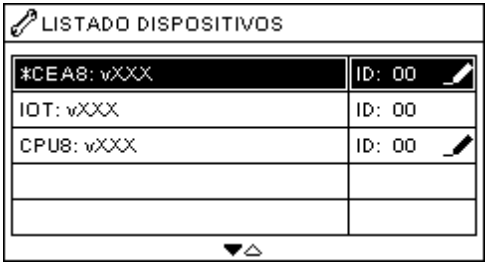 LISTADO DISPOSITIVOS
*CEA8: vXXX ID: 00
IOT: vXXX ID: 00
CPU8: vXXX ID: 00